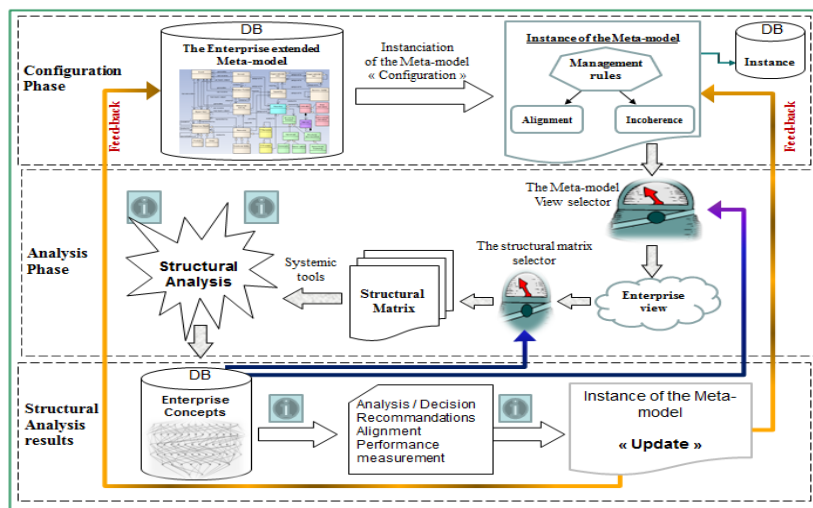 DB
The Enterprise extended
Meta-model
Configuration
Phase
Instanciation
of the Meta-model
« Configuration »
Instance of the Meta-model
Management
rules
Alignment
Incoherence
DB
Instance
Feed-back
Feed-back
Analysis
Phase
Structural
Analysis
Systemic
tools
Structural
Matrix
The structural matrix
selector
The Meta-model
View selector
Enterprise
view
Structural
Analysis
results
DB
Enterprise
Concepts
Analysis / Decision
Recommandations
Alignment
Performance
measurement
Instance of the Meta-
model
« Update »